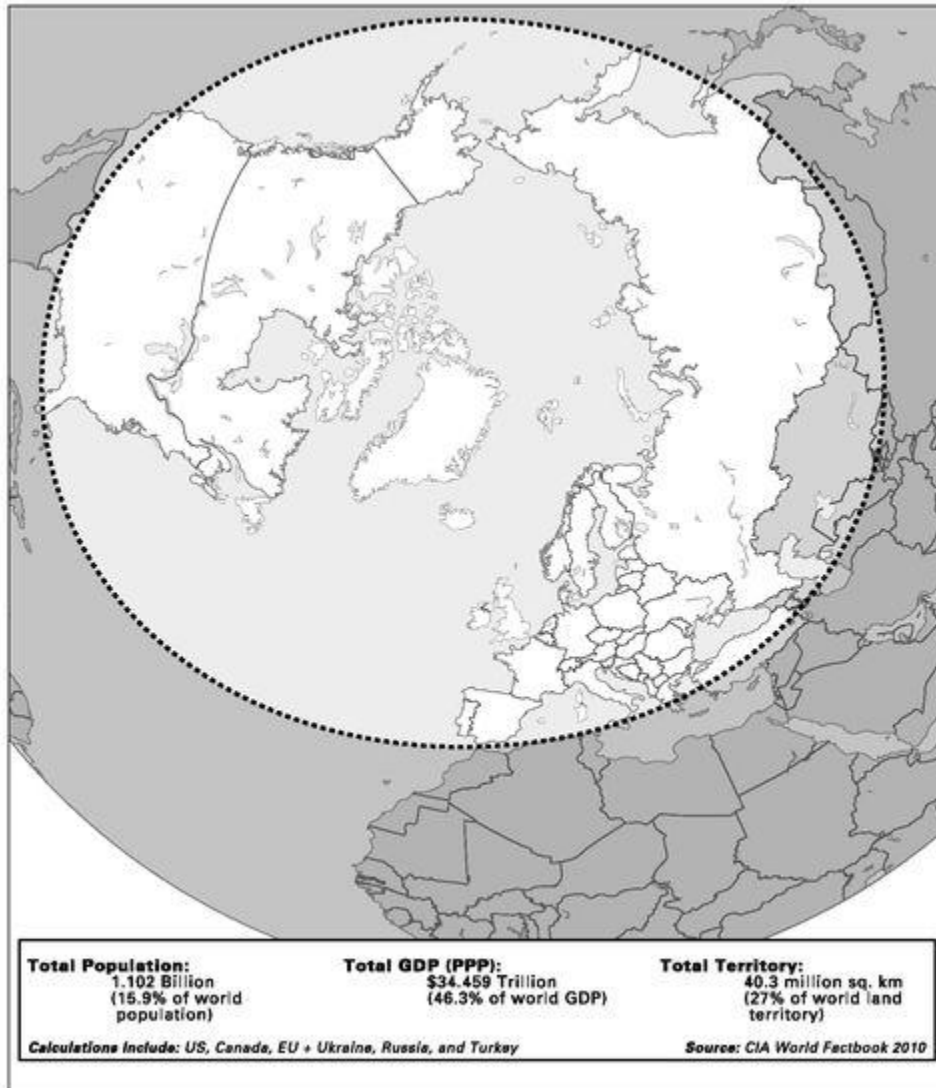 Total Population:
1.102 Billion
(15.9% of world
population)
Total GDP (PPP):
$34.459 Trillion
(46.3% of world GDP)
Total Territory:
40.3 million sq. km
(27% of world land
territory)
Calculations Include: US, Canada, EU + Ukraine, Russia, and Turkey
Source: CIA World Factbook 2010